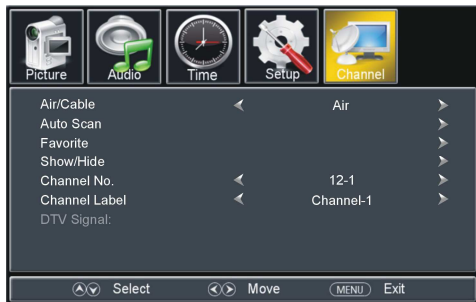 Picture Audio Time Setup Channel
Air/Cable Air
Auto Scan
Favorite
Show/Hide
Channel No. 12-1
Channel Label Channel-1
DTV Signal:
Select Move MENU Exit